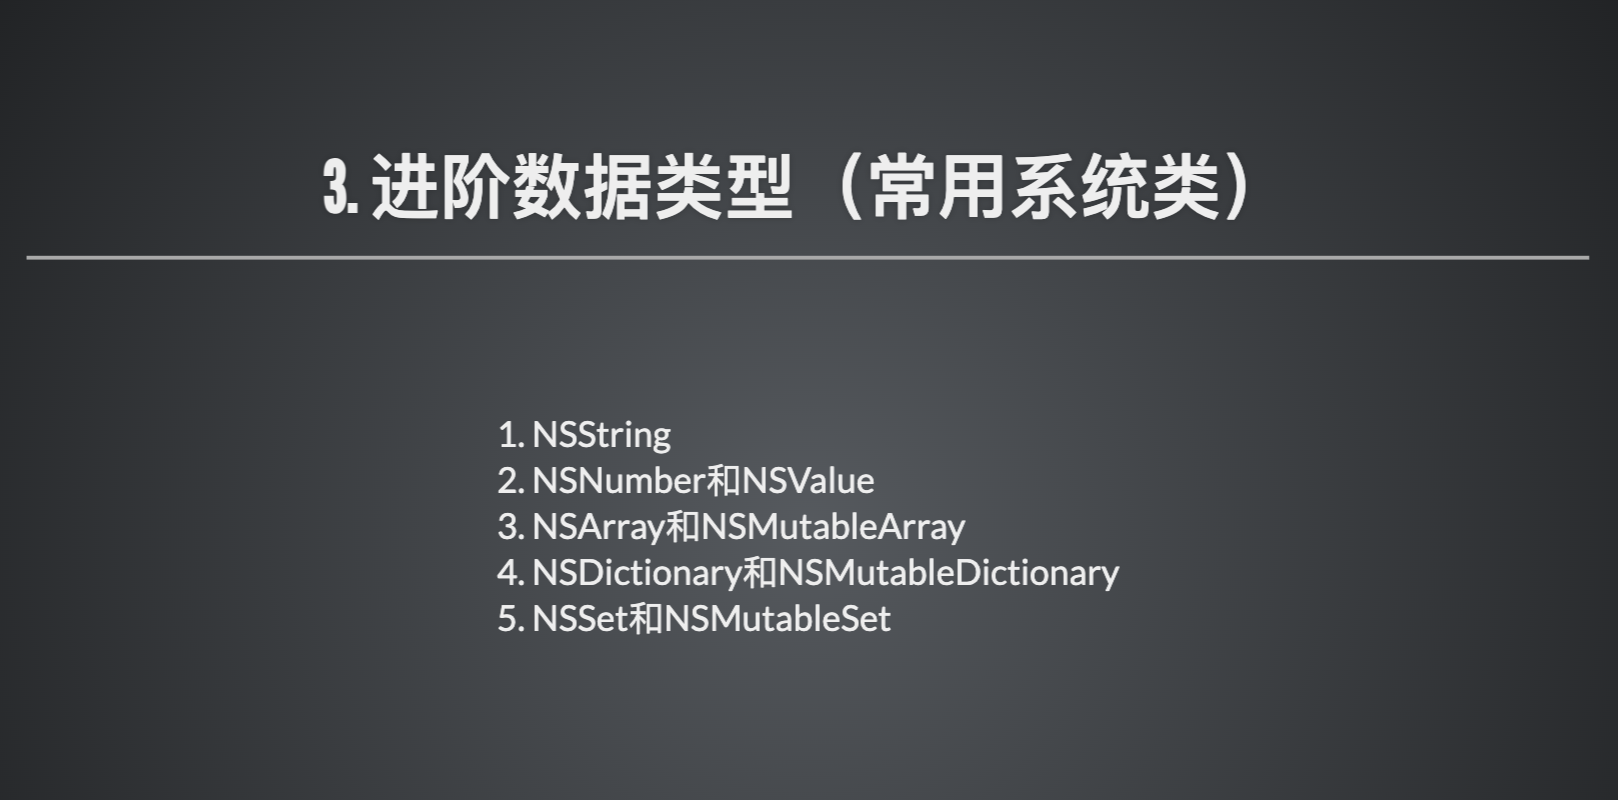 3. 进阶数据类型（常用系统类）
1. NSString
2. NSNumber和NSValue
3. NSArray和NSMutableArray
4. NSDictionary和NSMutableDictionary
5. NSSet和NSMutableSet